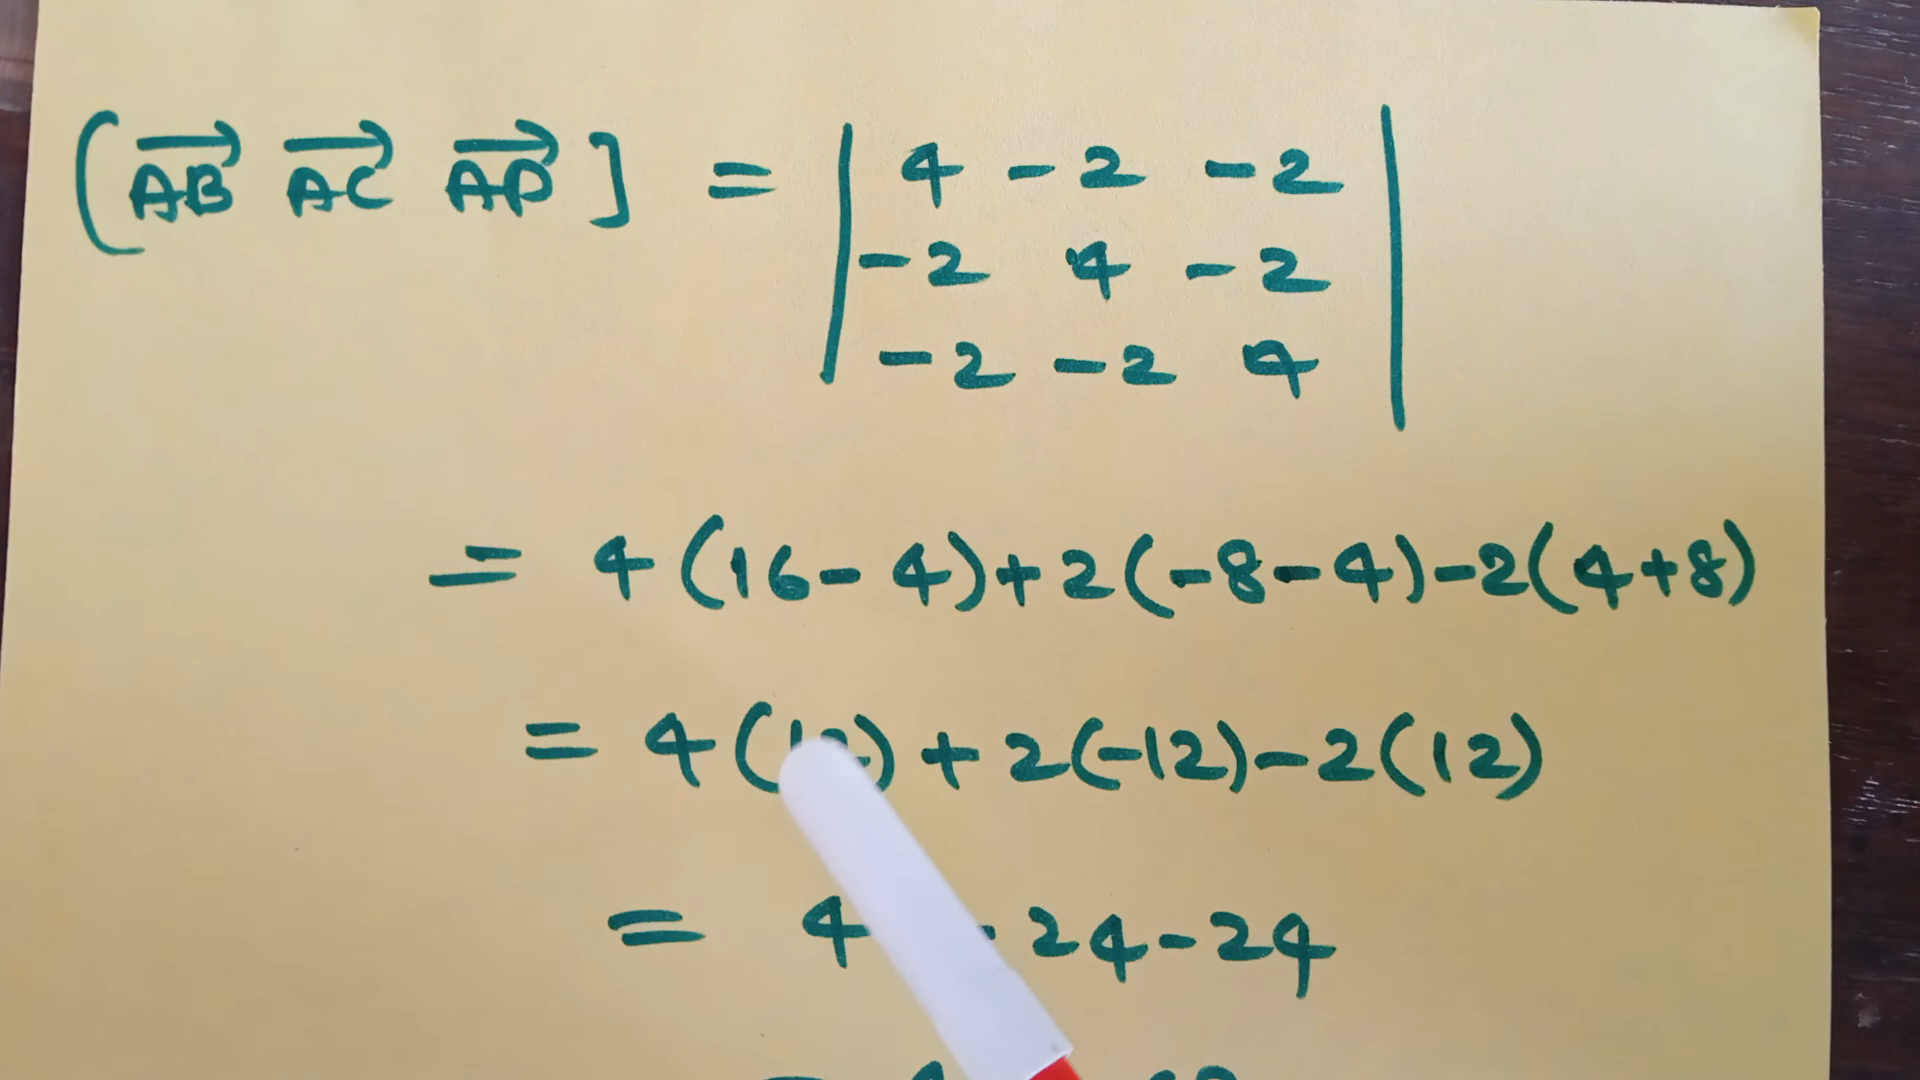 [AB AC AD] = | 4 -2 -2 |
| -2 4 -2 |
| -2 -2 4 |
= 4(16-4)+2(-8-4)-2(4+8)
= 4( )+2(-12)-2(12)
= 4 -24-24